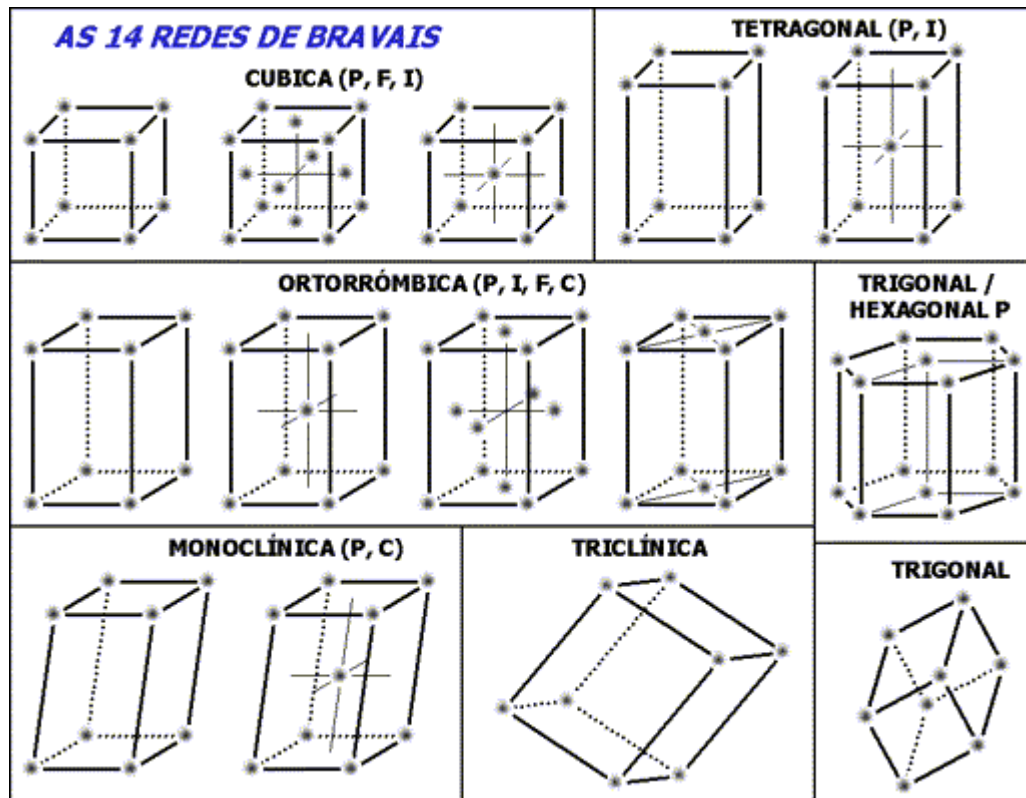 AS 14 REDES DE BRAVAIS
CUBICA (P, F, I)
TETRAGONAL (P, I)
ORTORRÓMBICA (P, I, F, C)
TRIGONAL /
HEXAGONAL P
MONOCLÍNICA (P, C)
TRICLÍNICA
TRIGONAL